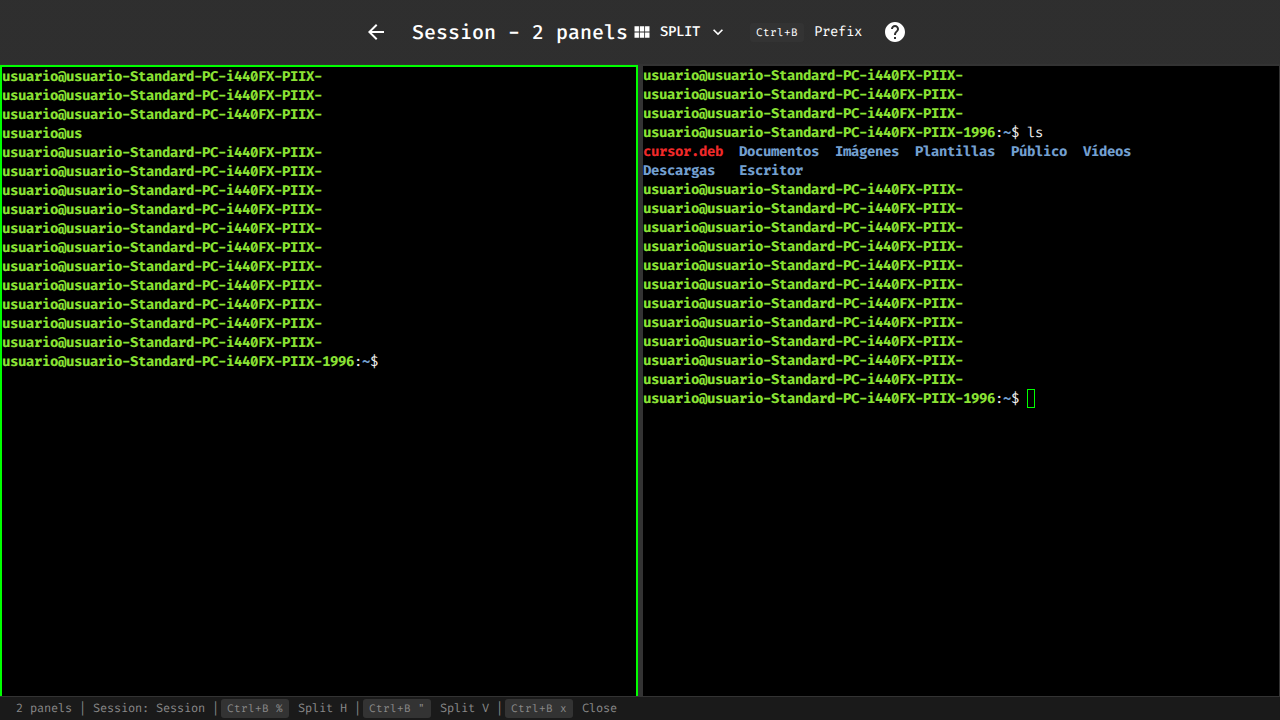 Session - 2 panels SPLIT Ctrl+B Prefix ?
usuario@usuario-Standard-PC-i440FX-PIIX-
usuario@usuario-Standard-PC-i440FX-PIIX-
usuario@usuario-Standard-PC-i440FX-PIIX-
usuario@us
usuario@usuario-Standard-PC-i440FX-PIIX-
usuario@usuario-Standard-PC-i440FX-PIIX-
usuario@usuario-Standard-PC-i440FX-PIIX-
usuario@usuario-Standard-PC-i440FX-PIIX-
usuario@usuario-Standard-PC-i440FX-PIIX-
usuario@usuario-Standard-PC-i440FX-PIIX-
usuario@usuario-Standard-PC-i440FX-PIIX-
usuario@usuario-Standard-PC-i440FX-PIIX-
usuario@usuario-Standard-PC-i440FX-PIIX-
usuario@usuario-Standard-PC-i440FX-PIIX-
usuario@usuario-Standard-PC-i440FX-PIIX-
usuario@usuario-Standard-PC-i440FX-PIIX-1996:~$
usuario@usuario-Standard-PC-i440FX-PIIX-
usuario@usuario-Standard-PC-i440FX-PIIX-
usuario@usuario-Standard-PC-i440FX-PIIX-
usuario@usuario-Standard-PC-i440FX-PIIX-1996:~$ ls
cursor.deb Documentos Imágenes Plantillas Público Vídeos
Descargas Escritor
usuario@usuario-Standard-PC-i440FX-PIIX-
usuario@usuario-Standard-PC-i440FX-PIIX-
usuario@usuario-Standard-PC-i440FX-PIIX-
usuario@usuario-Standard-PC-i440FX-PIIX-
usuario@usuario-Standard-PC-i440FX-PIIX-
usuario@usuario-Standard-PC-i440FX-PIIX-
usuario@usuario-Standard-PC-i440FX-PIIX-
usuario@usuario-Standard-PC-i440FX-PIIX-
usuario@usuario-Standard-PC-i440FX-PIIX-
usuario@usuario-Standard-PC-i440FX-PIIX-
usuario@usuario-Standard-PC-i440FX-PIIX-
usuario@usuario-Standard-PC-i440FX-PIIX-1996:~$
2 panels | Session: Session | Ctrl+B % Split H | Ctrl+B " Split V | Ctrl+B x Close